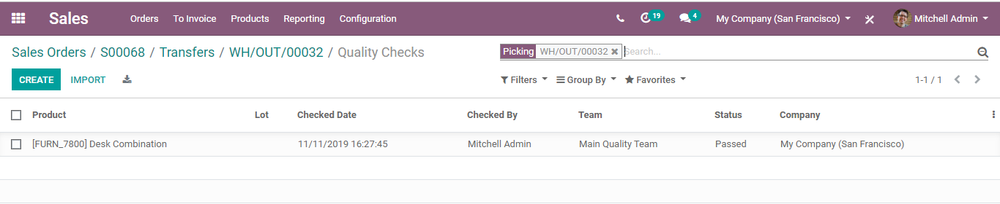 Sales Orders To Invoice Products Reporting Configuration 19 4 My Company (San Francisco) Mitchell Admin
Sales Orders / S00068 / Transfers / WH/OUT/00032 / Quality Checks Picking WH/OUT/00032 Search...
CREATE IMPORT Filters Group By Favorites 1-1 / 1
Product Lot Checked Date Checked By Team Status Company
[FURN_7800] Desk Combination 11/11/2019 16:27:45 Mitchell Admin Main Quality Team Passed My Company (San Francisco)